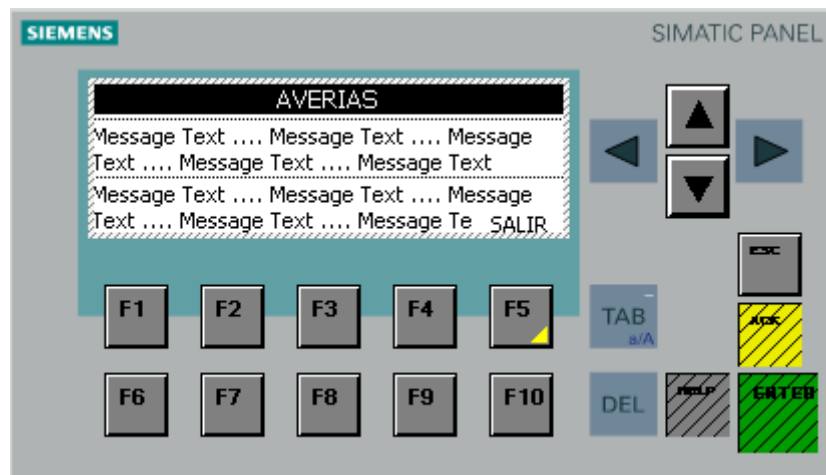 SIEMENS
SIMATIC PANEL
AVERIAS
Message Text .... Message Text .... Message
Text .... Message Text .... Message Text
Message Text .... Message Text .... Message
Text .... Message Text .... Message Te SALIR
ESC
F1 F2 F3 F4 F5 TAB ACK
a/A
F6 F7 F8 F9 F10 DEL HELP ENTER